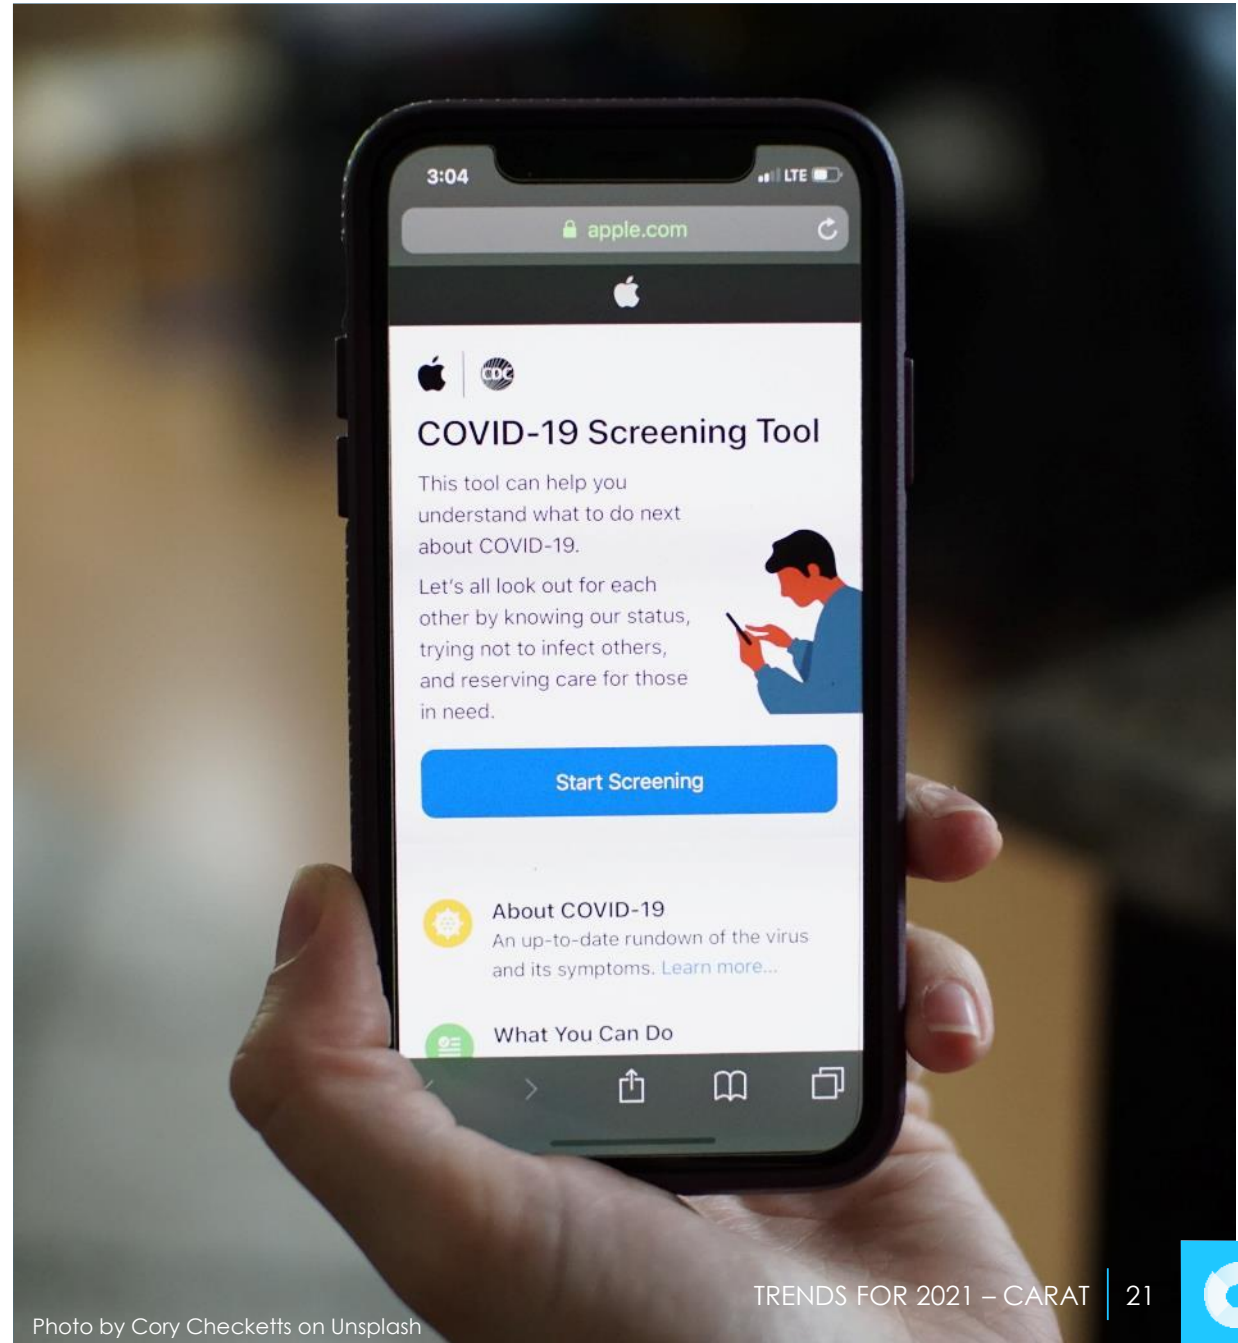 3:04
LTE
apple.com
CDC
COVID-19 Screening Tool
This tool can help you
understand what to do next
about COVID-19.
Let's all look out for each
other by knowing our status,
trying not to infect others,
and reserving care for those
in need.
Start Screening
About COVID-19
An up-to-date rundown of the virus
and its symptoms. Learn more...
What You Can Do
TRENDS FOR 2021 – CARAT
21
Photo by Cory Checketts on Unsplash